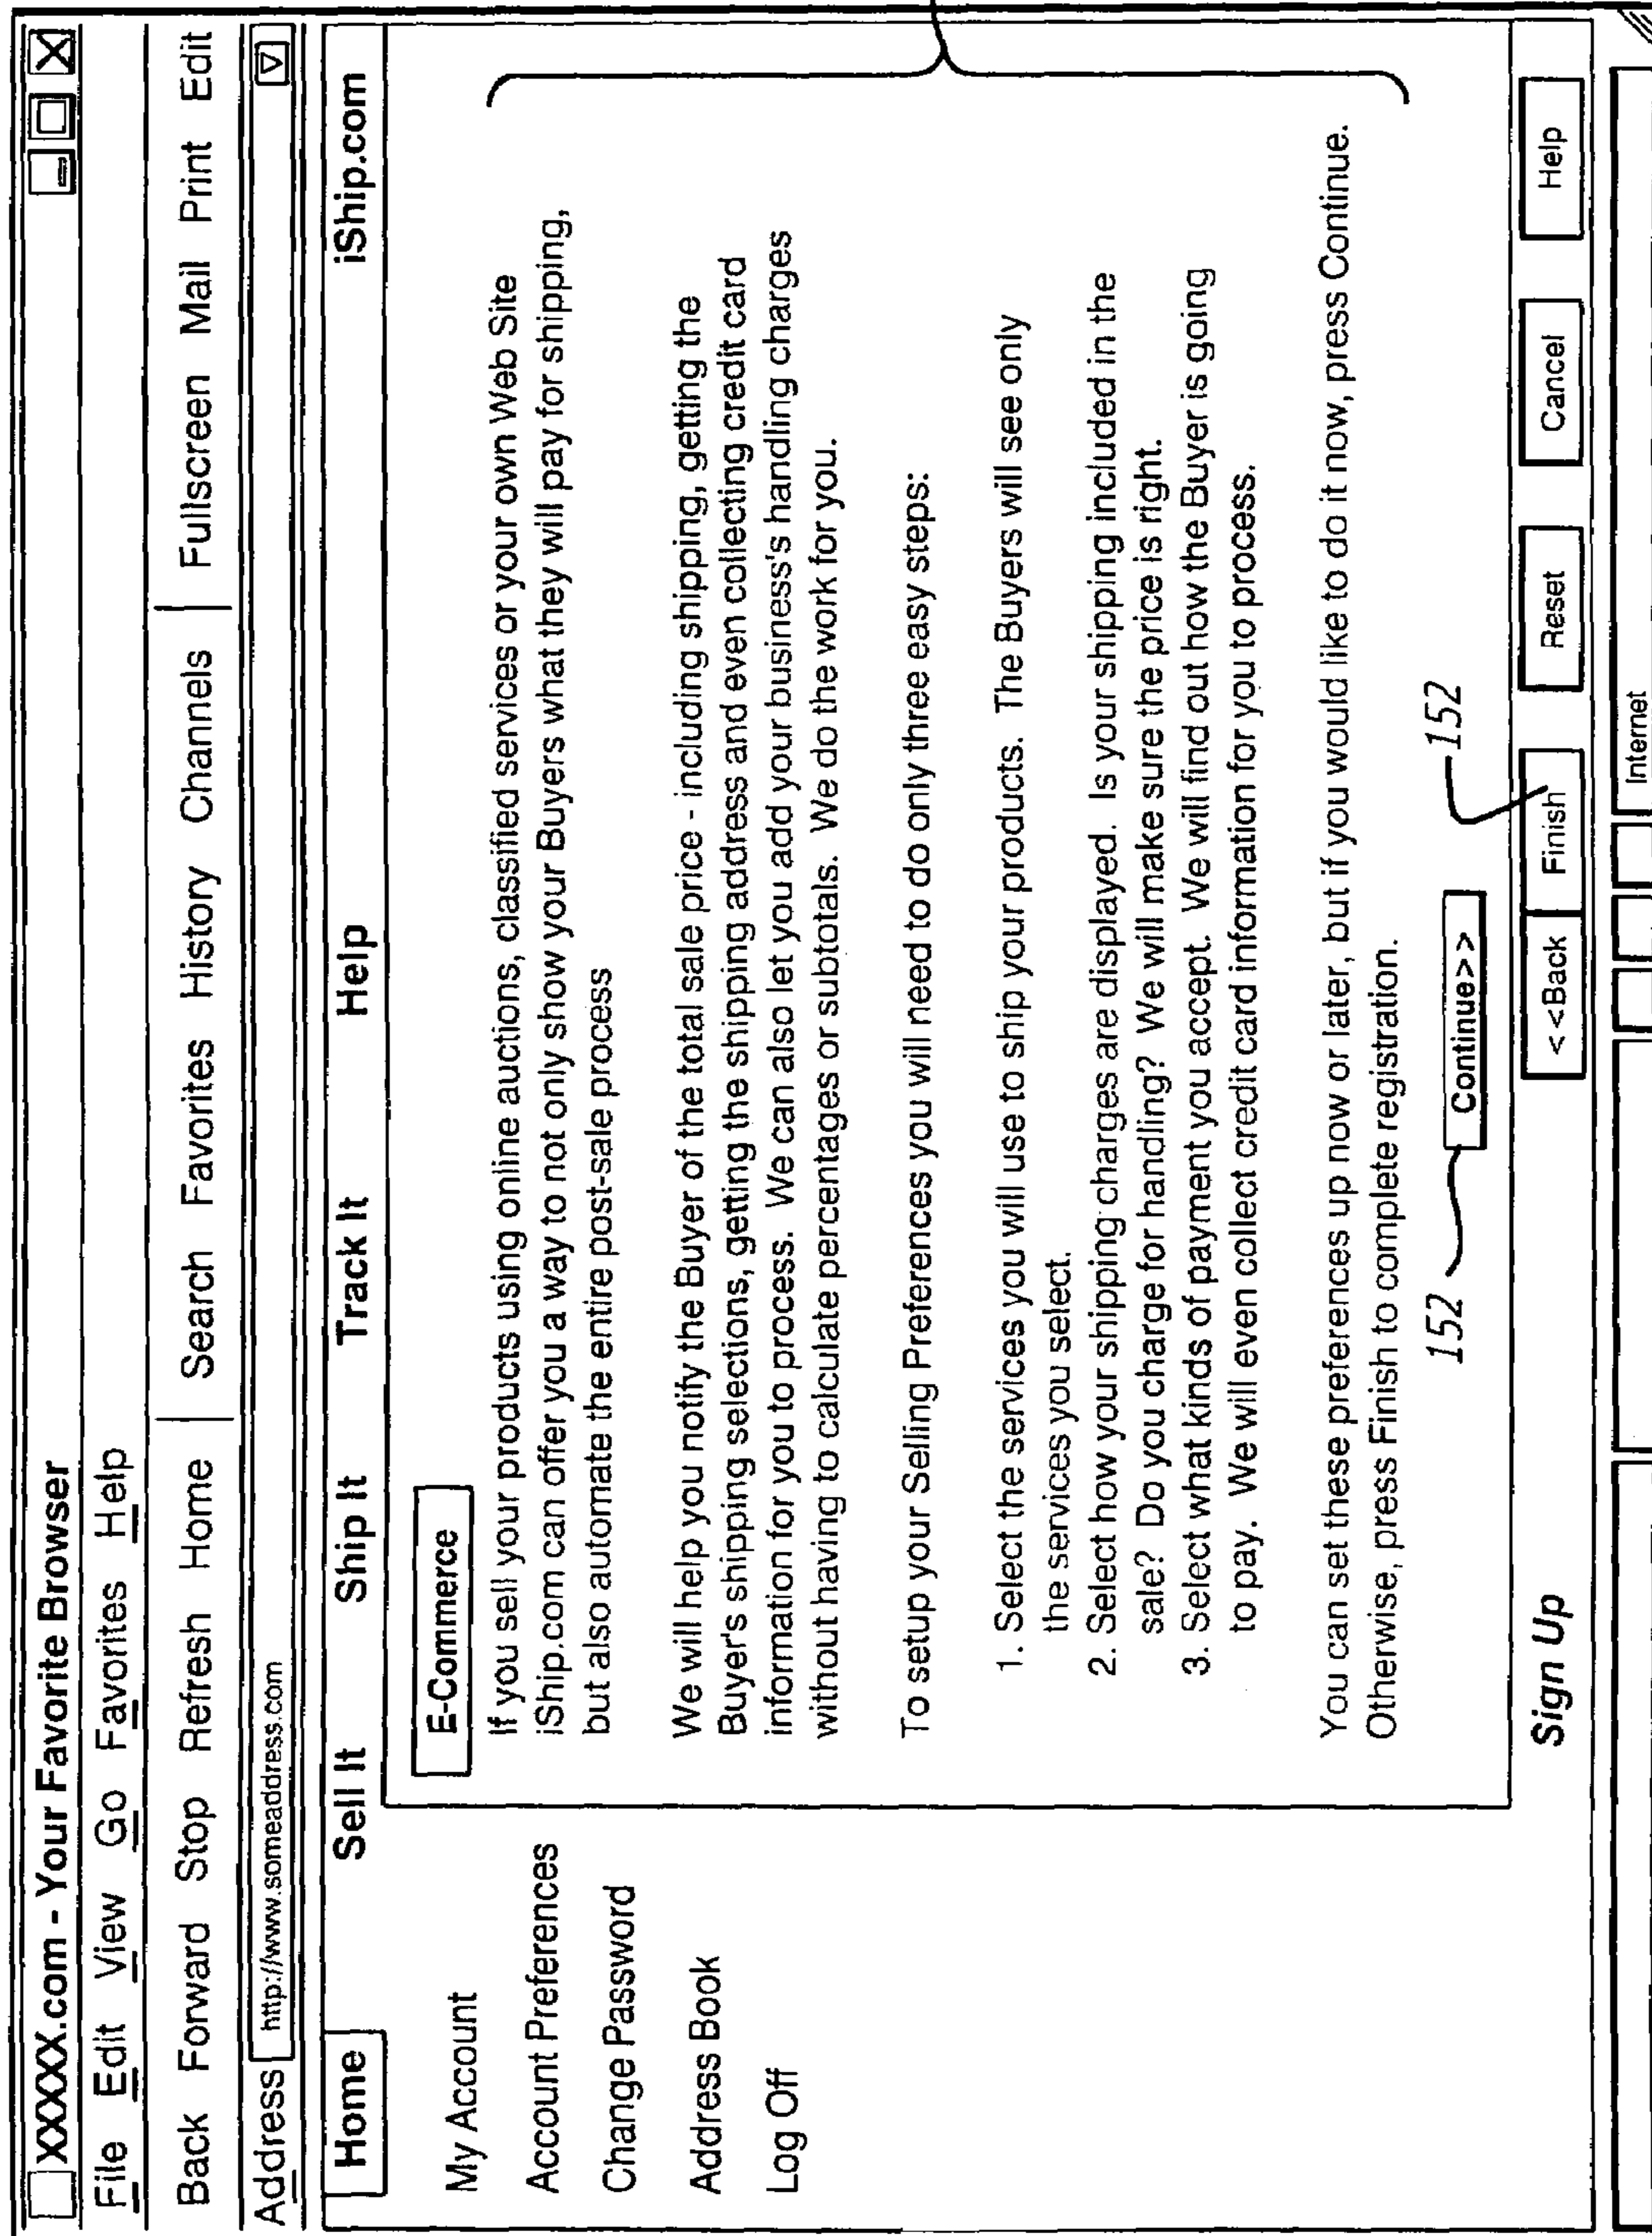 XXXXX.com - Your Favorite Browser
File Edit View Go Favorites Help
Back Forward Stop Refresh Home | Search Favorites History Channels | Fullscreen Mail Print Edit
Address http://www.someaddress.com
Home Sell It Ship It Track It Help iShip.com
My Account
Account Preferences
Change Password
Address Book
Log Off
E-Commerce
If you sell your products using online auctions, classified services or your own Web Site
iShip.com can offer you a way to not only show your Buyers what they will pay for shipping,
but also automate the entire post-sale process
We will help you notify the Buyer of the total sale price - including shipping, getting the
Buyer's shipping selections, getting the shipping address and even collecting credit card
information for you to process. We can also let you add your business's handling charges
without having to calculate percentages or subtotals. We do the work for you.
To setup your Selling Preferences you will need to do only three easy steps:
1. Select the services you will use to ship your products. The Buyers will see only
the services you select.
2. Select how your shipping charges are displayed. Is your shipping included in the
sale? Do you charge for handling? We will make sure the price is right.
3. Select what kinds of payment you accept. We will find out how the Buyer is going
to pay. We will even collect credit card information for you to process.
You can set these preferences up now or later, but if you would like to do it now, press Continue.
Otherwise, press Finish to complete registration.
152 Continue>> 152
Sign Up <<Back Finish Reset Cancel Help
Internet